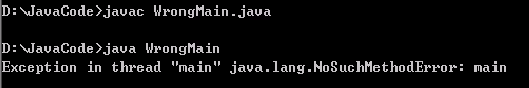 D:\JavaCode>javac WrongMain.java
D:\JavaCode>java WrongMain
Exception in thread "main" java.lang.NoSuchMethodError: main